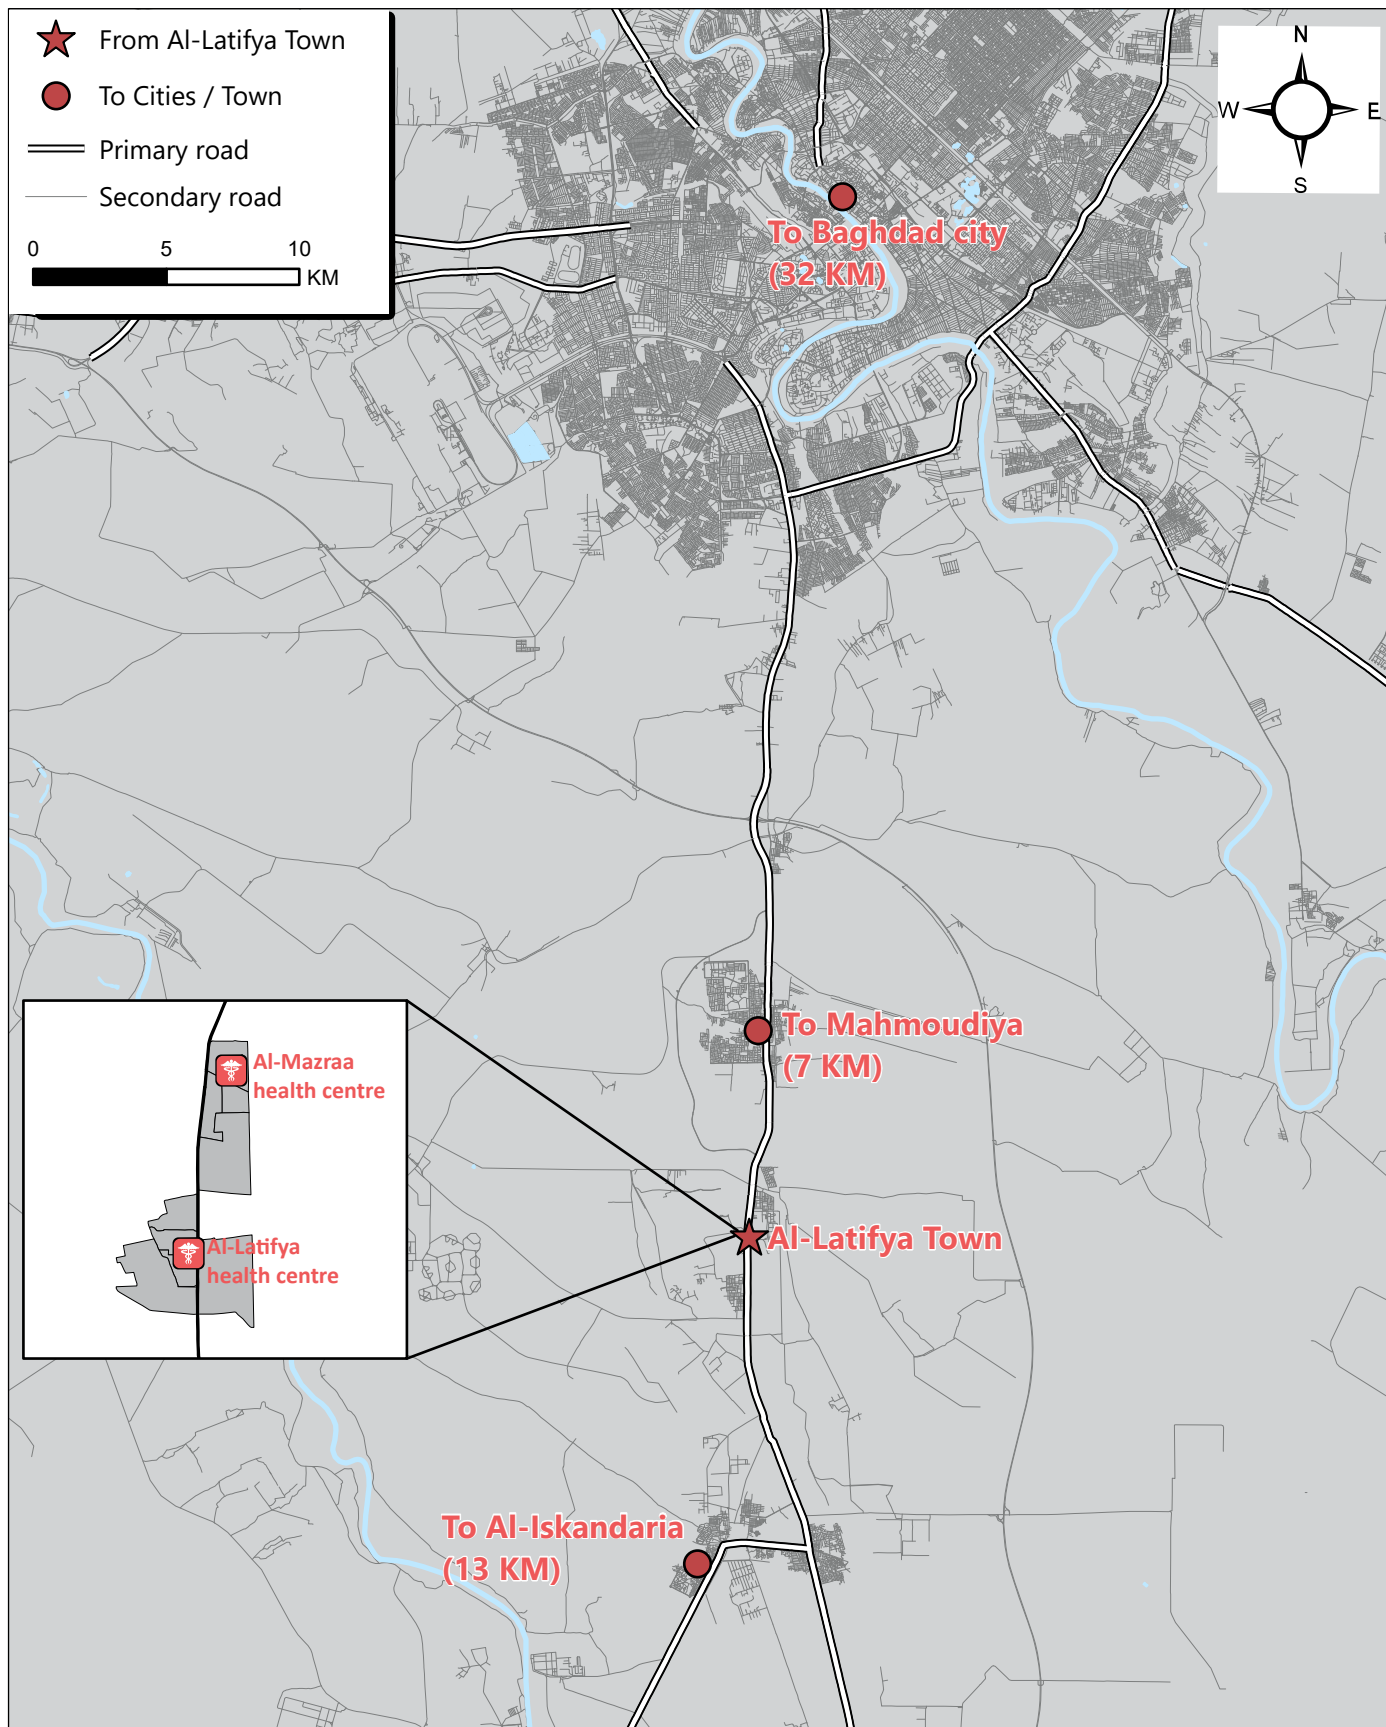 From Al-Latifya Town
To Cities / Town
Primary road
Secondary road
0 5 10
KM
N
W E
S
To Baghdad city
(32 KM)
To Mahmoudiya
(7 KM)
Al-Mazraa
health centre
Al-Latifya
health centre
Al-Latifya Town
To Al-Iskandaria
(13 KM)